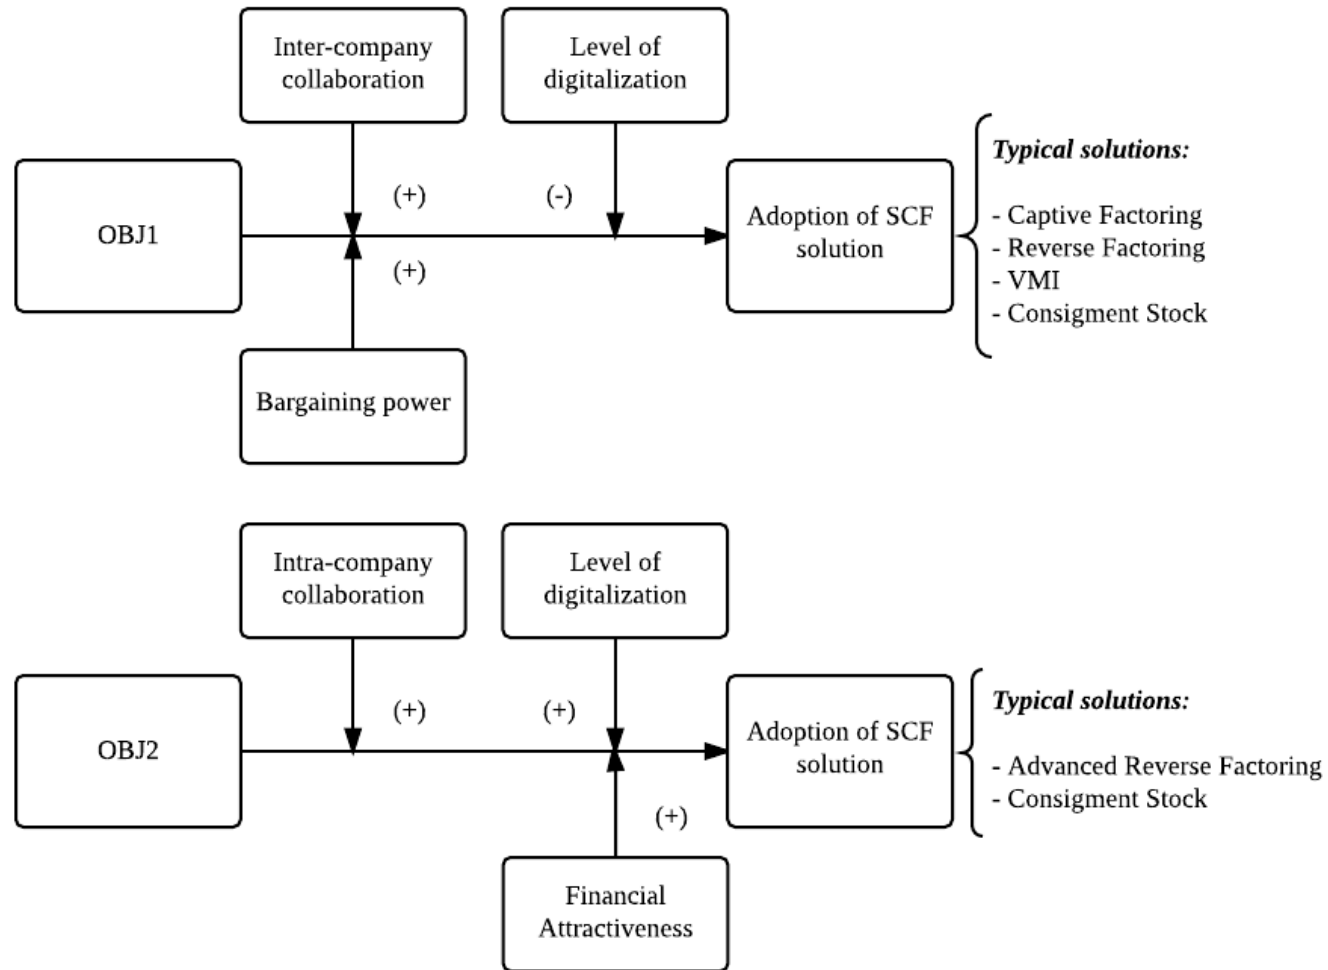 Inter-company
collaboration
Level of
digitalization
OBJ1
(+)
(-)
(+)
Bargaining power
Adoption of SCF
solution
Typical solutions:
- Captive Factoring
- Reverse Factoring
- VMI
- Consigment Stock
Intra-company
collaboration
Level of
digitalization
OBJ2
(+)
(+)
(+)
Financial
Attractiveness
Adoption of SCF
solution
Typical solutions:
- Advanced Reverse Factoring
- Consigment Stock